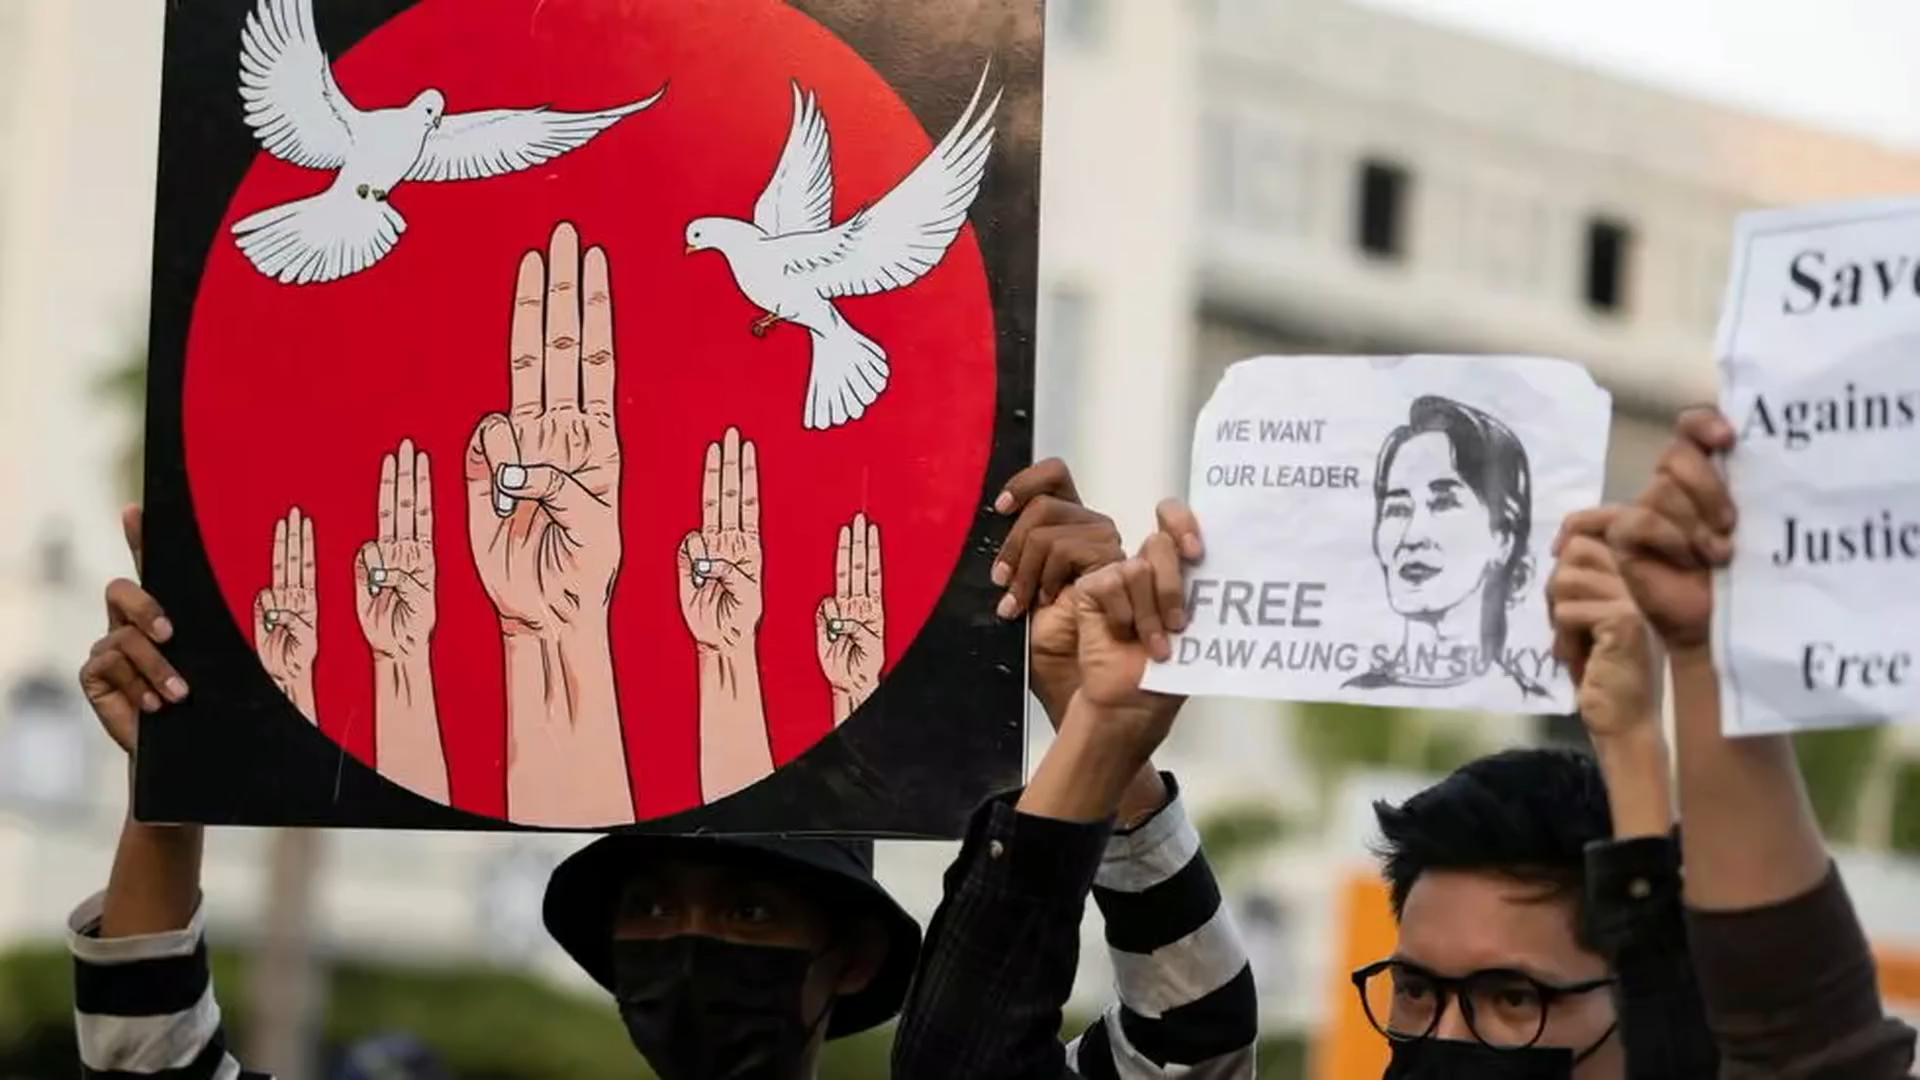 WE WANT
OUR LEADER
FREE
DAW AUNG SAN SU KYI
Save
Agains
Justic
Free